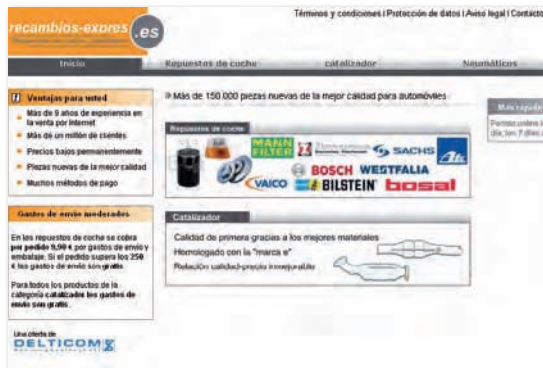 Términos y condiciones | Protección de datos | Aviso legal | Contacto
recambios-expres .es
Inicio Repuestos de coche catalizador Neumáticos
Ventajas para usted
Más de 9 años de experiencia en
la venta por Internet
Más de un millón de clientes
Precios bajos permanentemente
Piezas nuevas de la mejor calidad
Muchos métodos de pago
Gastos de envío moderados
En los repuestos de coche se cobra
por pedido 9,90 € por gastos de envío y
embalaje. Si el pedido supera los 250
€ los gastos de envío son gratis.
Para todos los productos de la
categoría catalizador los gastos de
envío son gratis.
Una oferta de
DELTICOM
Más de 150.000 piezas nuevas de la mejor calidad para automóviles
Repuestos de coche
MANN
FILTER
SACHS
Ate
BOSCH WESTFALIA
VAICO BILSTEIN bosal
Catalizador
Calidad de primera gracias a los mejores materiales
Homologado con la "marca e"
Relación calidad-precio inmejorable
Más rápido